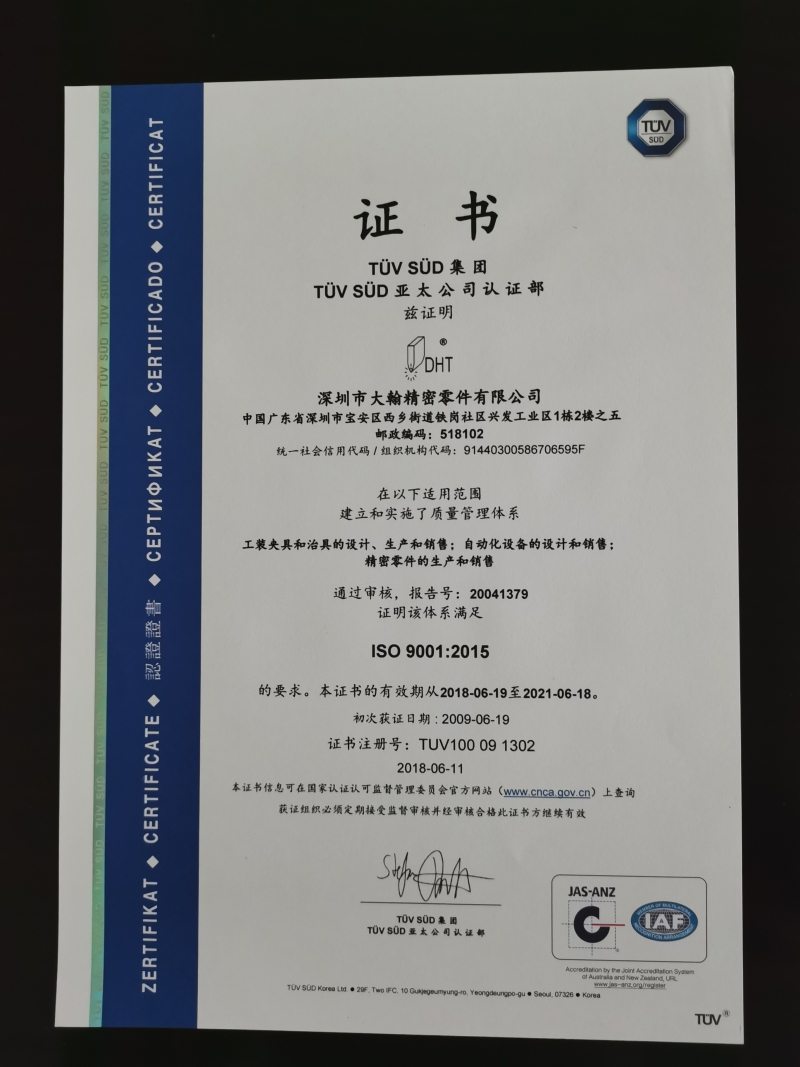 TÜV
SÜD
证 书
TÜV SÜD 集团
TÜV SÜD 亚太公司认证部
兹证明
DHT ®
深圳市大翰精密零件有限公司
中国广东省深圳市宝安区西乡街道铁岗社区兴发工业区1栋2楼之五
邮政编码：518102
统一社会信用代码 / 组织机构代码：91440300586706595F
在以下适用范围
建立和实施了质量管理体系
工装夹具和治具的设计、生产和销售；自动化设备的设计和销售；
精密零件的生产和销售
通过审核，报告号：20041379
证明该体系满足
ISO 9001:2015
的要求。本证书的有效期从2018-06-19至2021-06-18。
初次获证日期 : 2009-06-19
证书注册号：TUV100 09 1302
2018-06-11
本证书信息可在国家认证认可监督管理委员会官方网站（www.cnca.gov.cn）上查询
获证组织必须定期接受监督审核并经审核合格此证书方继续有效
TÜV SÜD 集团
TÜV SÜD 亚太公司认证部
JAS-ANZ
MEMBER OF MULTILATERAL
IAF
RECOGNITION ARRANGEMENT
Accreditation by the Joint Accreditation System
of Australia and New Zealand, URL
www.jas-anz.org/register
TÜV SÜD Korea Ltd. ● 29F, Two IFC, 10 Gukjegeumyung-ro, Yeongdeungpo-gu ● Seoul, 07326 ● Korea
TÜV®
ZERTIFIKAT ◆ CERTIFICATE ◆ 認證證書 ◆ СЕРТИФИКАТ ◆ CERTIFICADO ◆ CERTIFICAT
TÜV SÜD TÜV SÜD TÜV SÜD TÜV SÜD